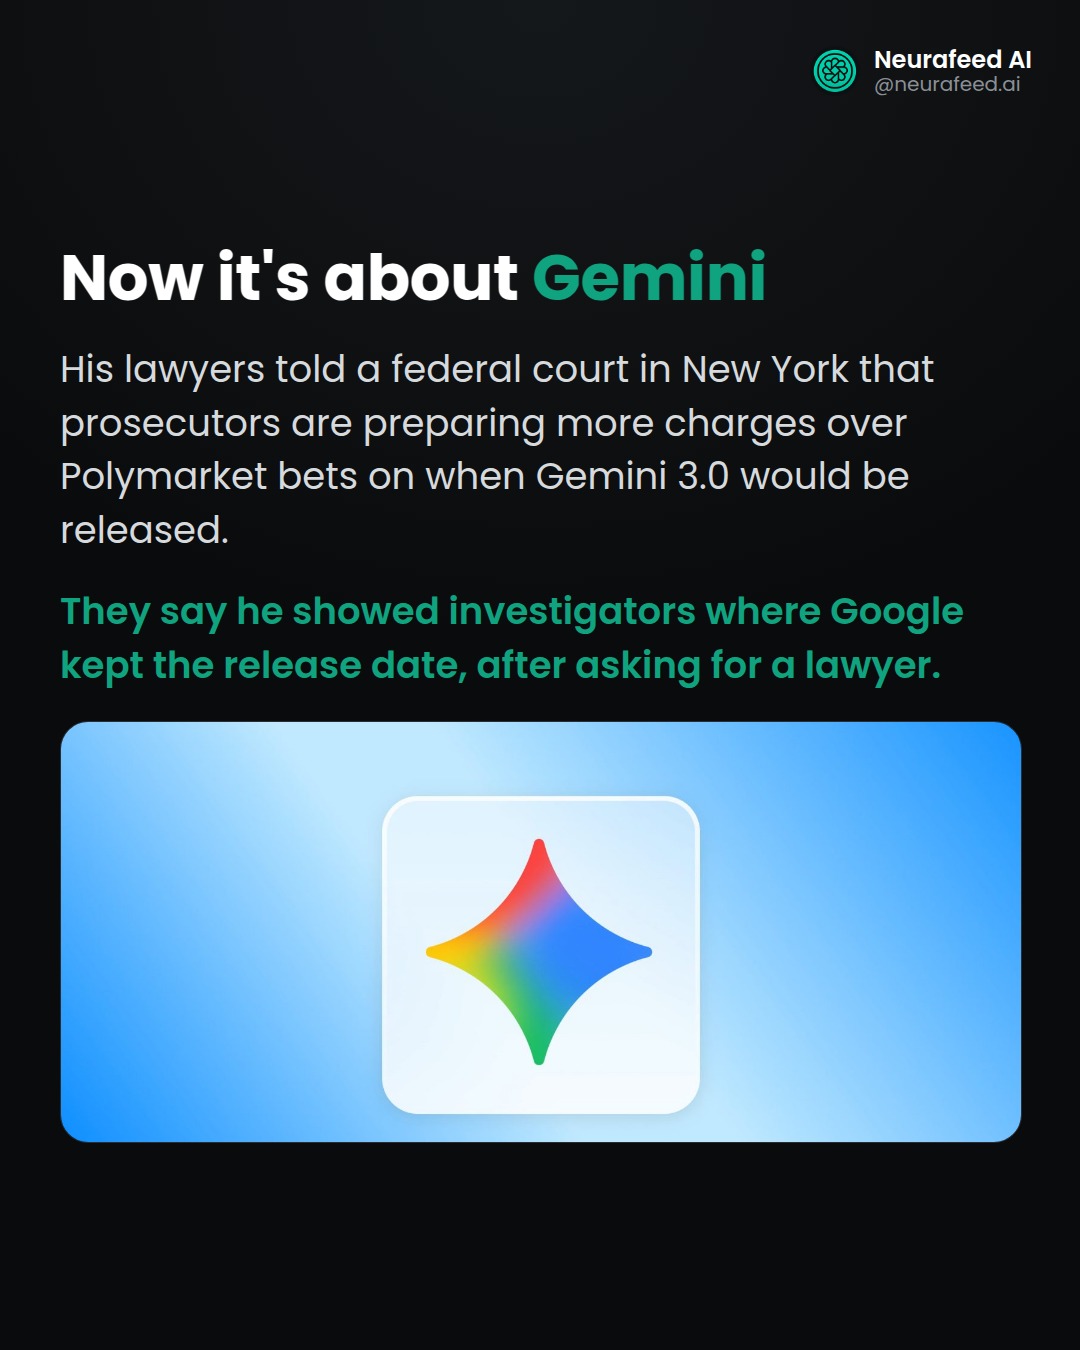 Neurafeed AI
@neurafeed.ai
Now it's about Gemini
His lawyers told a federal court in New York that
prosecutors are preparing more charges over
Polymarket bets on when Gemini 3.0 would be
released.
They say he showed investigators where Google
kept the release date, after asking for a lawyer.